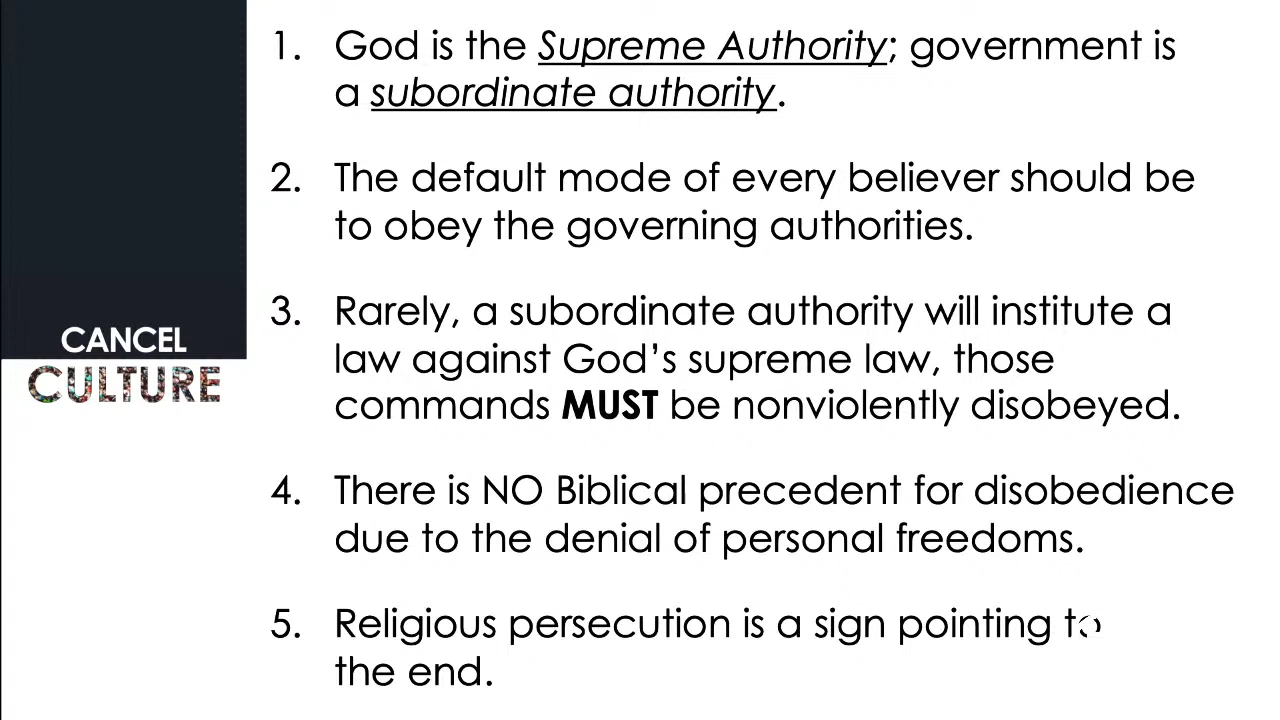 CANCEL
CULTURE
1. God is the Supreme Authority; government is
a subordinate authority.
2. The default mode of every believer should be
to obey the governing authorities.
3. Rarely, a subordinate authority will institute a
law against God’s supreme law, those
commands MUST be nonviolently disobeyed.
4. There is NO Biblical precedent for disobedience
due to the denial of personal freedoms.
5. Religious persecution is a sign pointing to
the end.